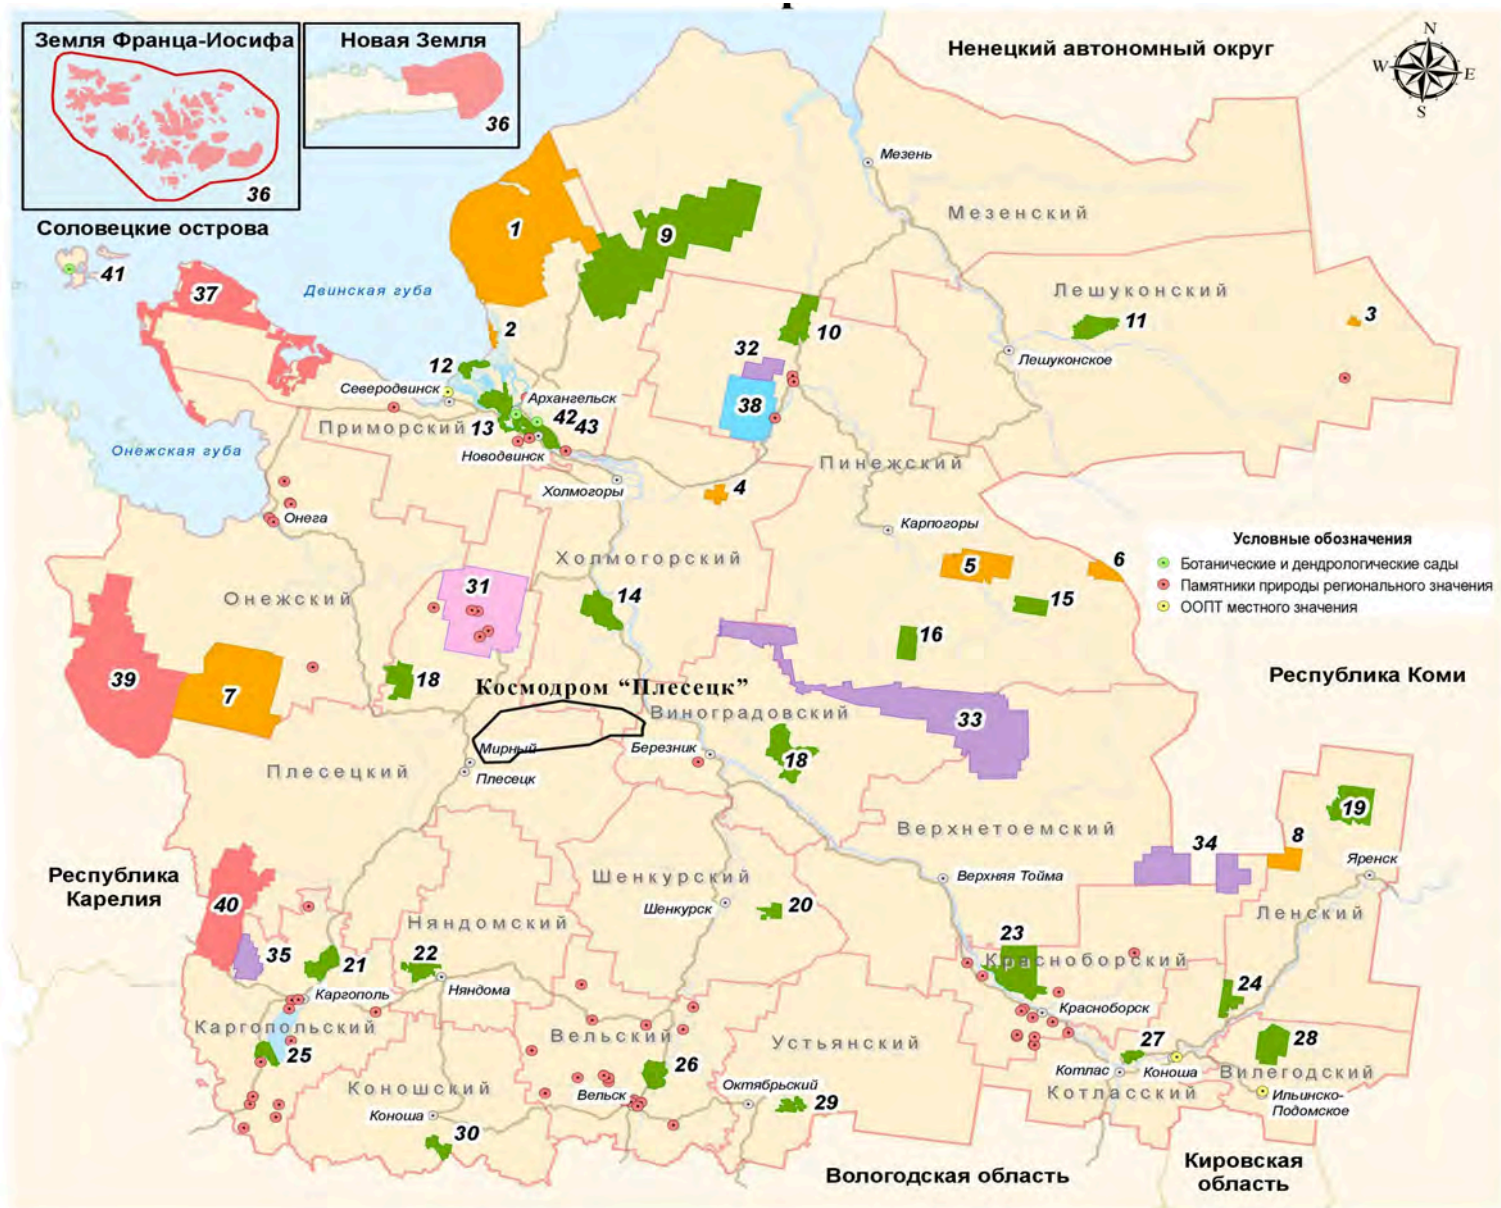 Земля Франца-Иосифа
36
Новая Земля
36
Ненецкий автономный округ
N
W
E
S
Соловецкие острова
41
37
Двинская губа
1
9
Мезень
Мезенский
Лешуконский
2
10
11
3
12
32
Лешуконское
Северодвинск
Архангельск
38
42
43
Приморский
13
Новодвинск
Онежская губа
Пинежский
Холмогоры
4
Онега
Карпогоры
Условные обозначения
Ботанические и дендрологические сады
Памятники природы регионального значения
ООПТ местного значения
Холмогорский
5
6
31
14
15
Онежский
16
39
7
18
Республика Коми
Космодром “Плесецк”
Виноградовский
33
Мирный
Березник
Плесецкий
Плесецк
18
19
Верхнетоемский
34
8
Яренск
Республика
Карелия
Шенкурский
Верхняя Тойма
40
Шенкурск
20
Ленский
Няндомский
23
35
21
22
Красноборский
Няндома
24
Каргополь
Красноборск
Каргопольский
Вельский
Устьянский
27
28
25
26
Котлас
Коноша
Вилегодский
Коношский
Вельск
Октябрьский
Котласский
Ильинско-
Подомское
29
Коноша
30
Вологодская область
Кировская
область